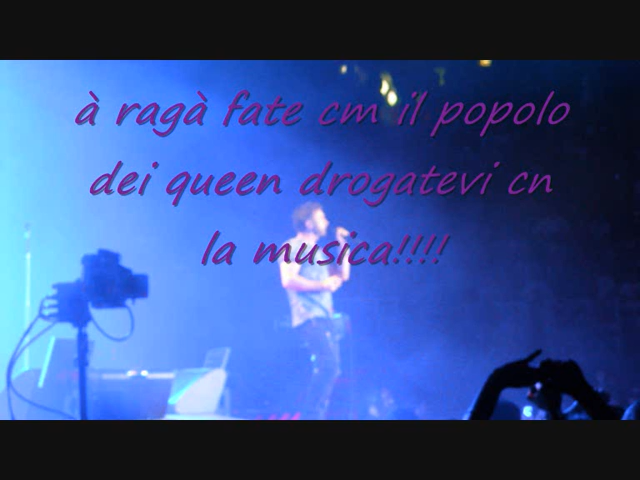 à ragà fate cm il popolo
dei queen drogatevi cn
la musica!!!!